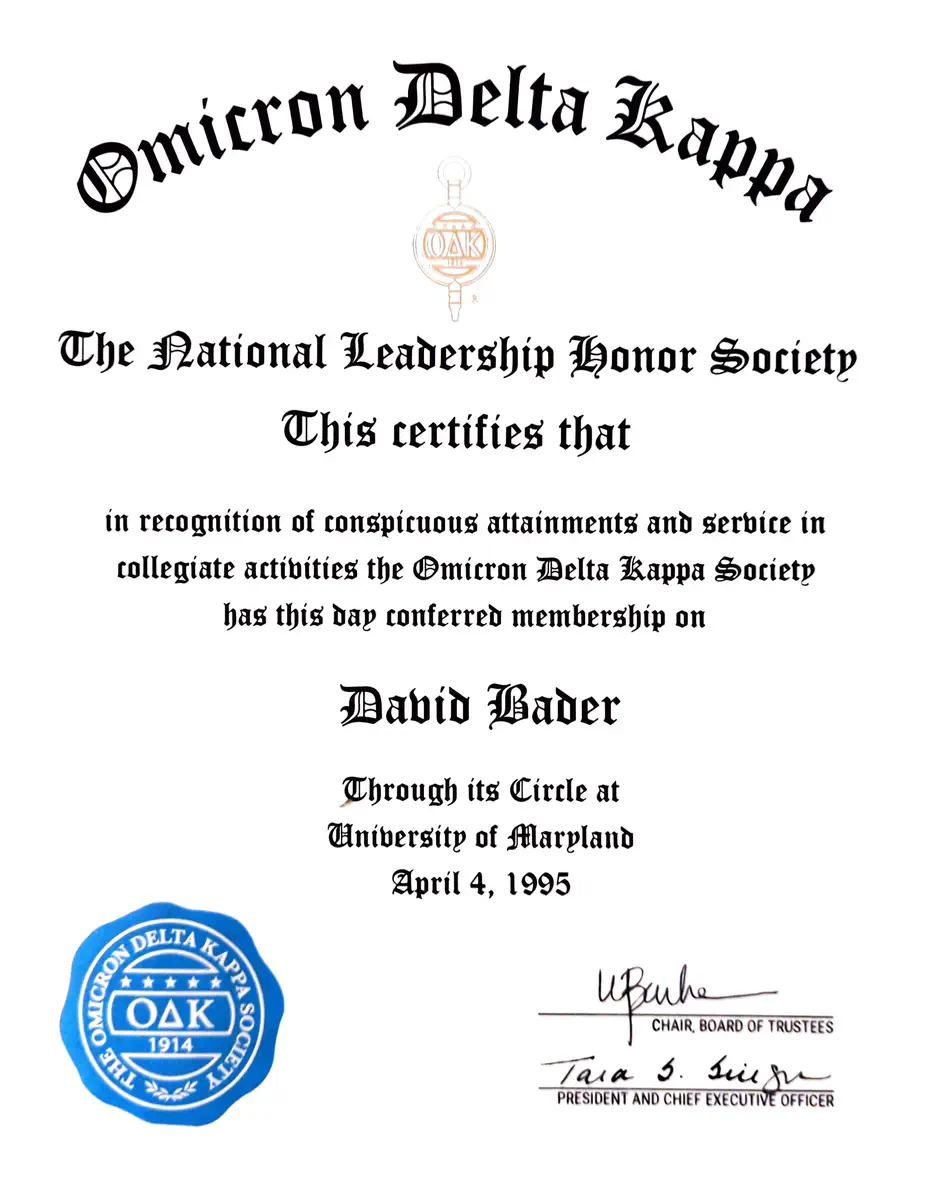 Omicron Delta Kappa
ΟΔΚ
The National Leadership Honor Society
This certifies that
in recognition of conspicuous attainments and service in
collegiate activities the Omicron Delta Kappa Society
has this day conferred membership on
David Bader
Through its Circle at
University of Maryland
April 4, 1995
THE OMICRON DELTA KAPPA SOCIETY
ΟΔΚ
1914
CHAIR, BOARD OF TRUSTEES
Tara S.
PRESIDENT AND CHIEF EXECUTIVE OFFICER